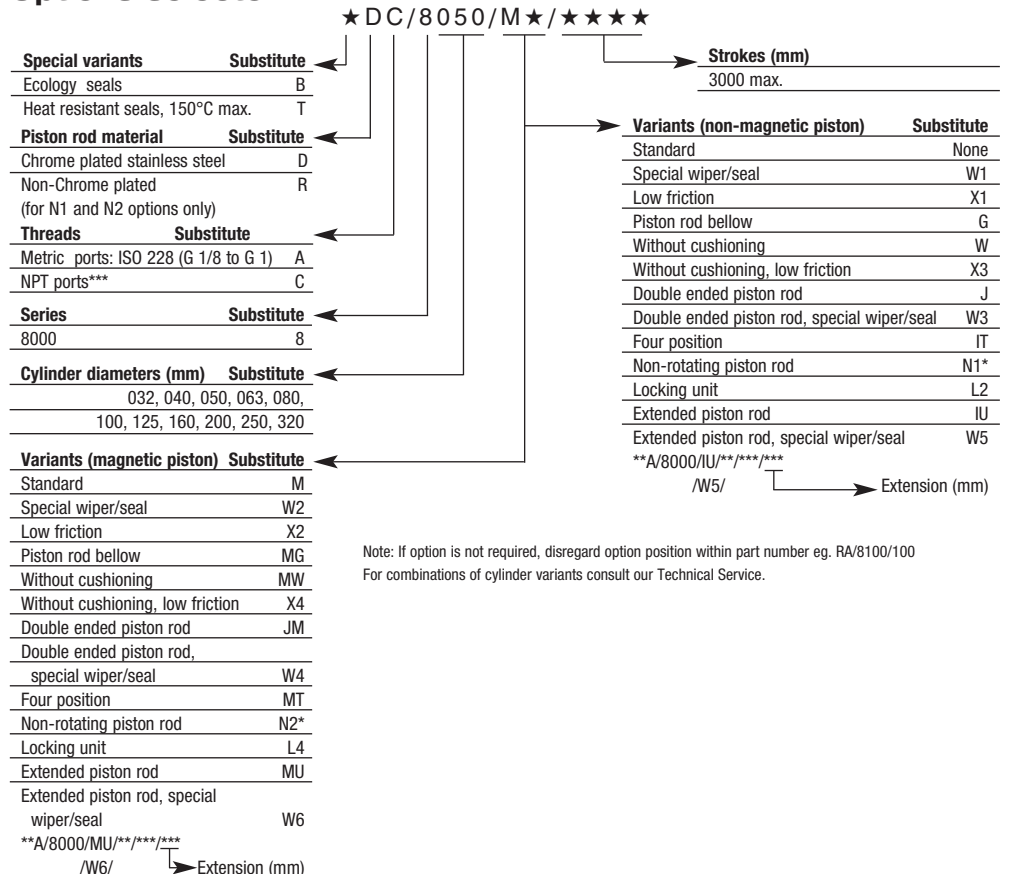 ★DC/8050/M★/★★★★
Special variants Substitute
Ecology seals B
Heat resistant seals, 150°C max. T
Piston rod material Substitute
Chrome plated stainless steel D
Non-Chrome plated R
(for N1 and N2 options only)
Threads Substitute
Metric ports: ISO 228 (G 1/8 to G 1) A
NPT ports*** C
Series Substitute
8000 8
Cylinder diameters (mm) Substitute
032, 040, 050, 063, 080,
100, 125, 160, 200, 250, 320
Variants (magnetic piston) Substitute
Standard M
Special wiper/seal W2
Low friction X2
Piston rod bellow MG
Without cushioning MW
Without cushioning, low friction X4
Double ended piston rod JM
Double ended piston rod,
special wiper/seal W4
Four position MT
Non-rotating piston rod N2*
Locking unit L4
Extended piston rod MU
Extended piston rod, special
wiper/seal W6
**A/8000/MU/**/***/***
/W6/ Extension (mm)
Strokes (mm)
3000 max.
Variants (non-magnetic piston) Substitute
Standard None
Special wiper/seal W1
Low friction X1
Piston rod bellow G
Without cushioning W
Without cushioning, low friction X3
Double ended piston rod J
Double ended piston rod, special wiper/seal W3
Four position IT
Non-rotating piston rod N1*
Locking unit L2
Extended piston rod IU
Extended piston rod, special wiper/seal W5
**A/8000/IU/**/***/***
/W5/ Extension (mm)
Note: If option is not required, disregard option position within part number eg. RA/8100/100
For combinations of cylinder variants consult our Technical Service.